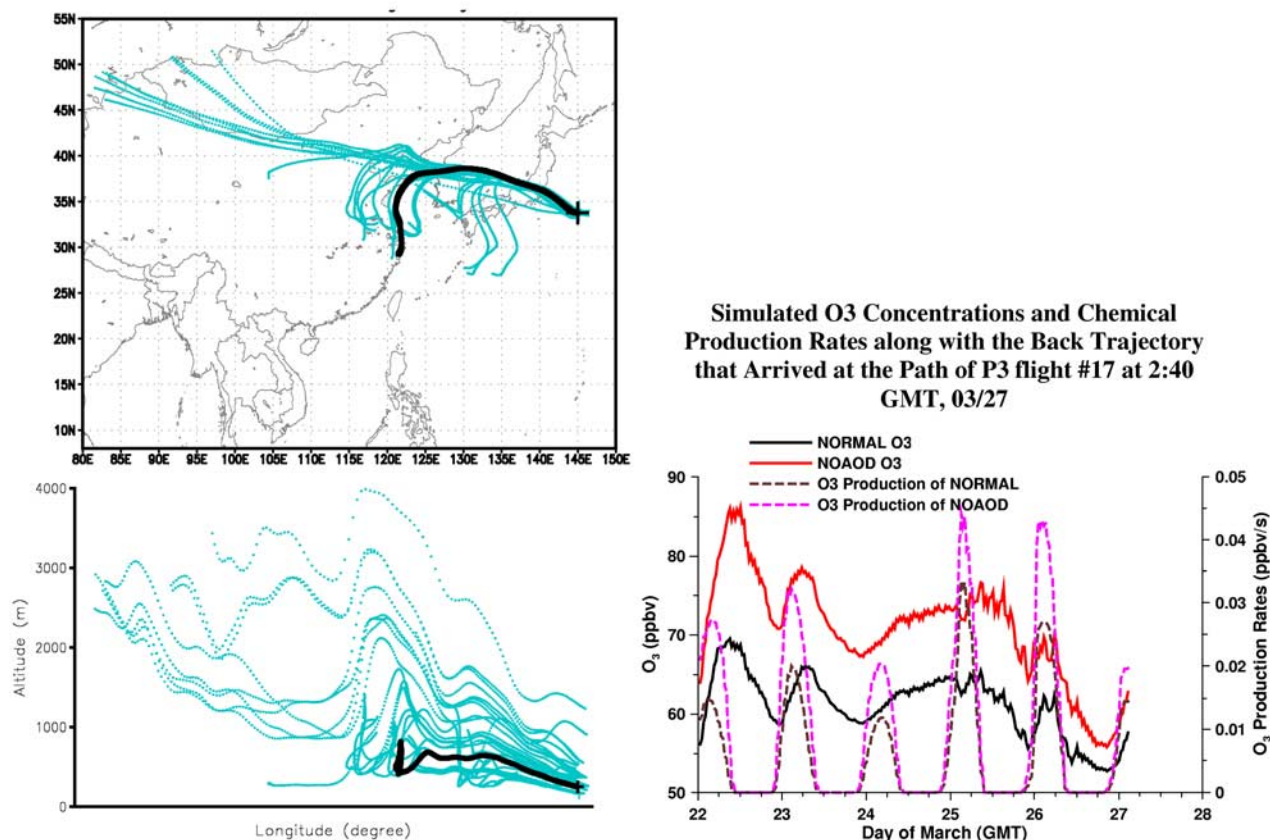 55N
50N
45N
40N
35N
30N
25N
20N
15N
10N
80E 85E 90E 95E 100E 105E 110E 115E 120E 125E 130E 135E 140E 145E 150E
4000
3000
2000
1000
0
Altitude (m)
Longitude (degree)
Simulated O3 Concentrations and Chemical
Production Rates along with the Back Trajectory
that Arrived at the Path of P3 flight #17 at 2:40
GMT, 03/27
NORMAL O3
NOAOD O3
O3 Production of NORMAL
O3 Production of NOAOD
90
80
70
60
50
O₃ (ppbv)
0.05
0.04
0.03
0.02
0.01
0
O₃ Production Rates (ppbv/s)
22 23 24 25 26 27 28
Day of March (GMT)